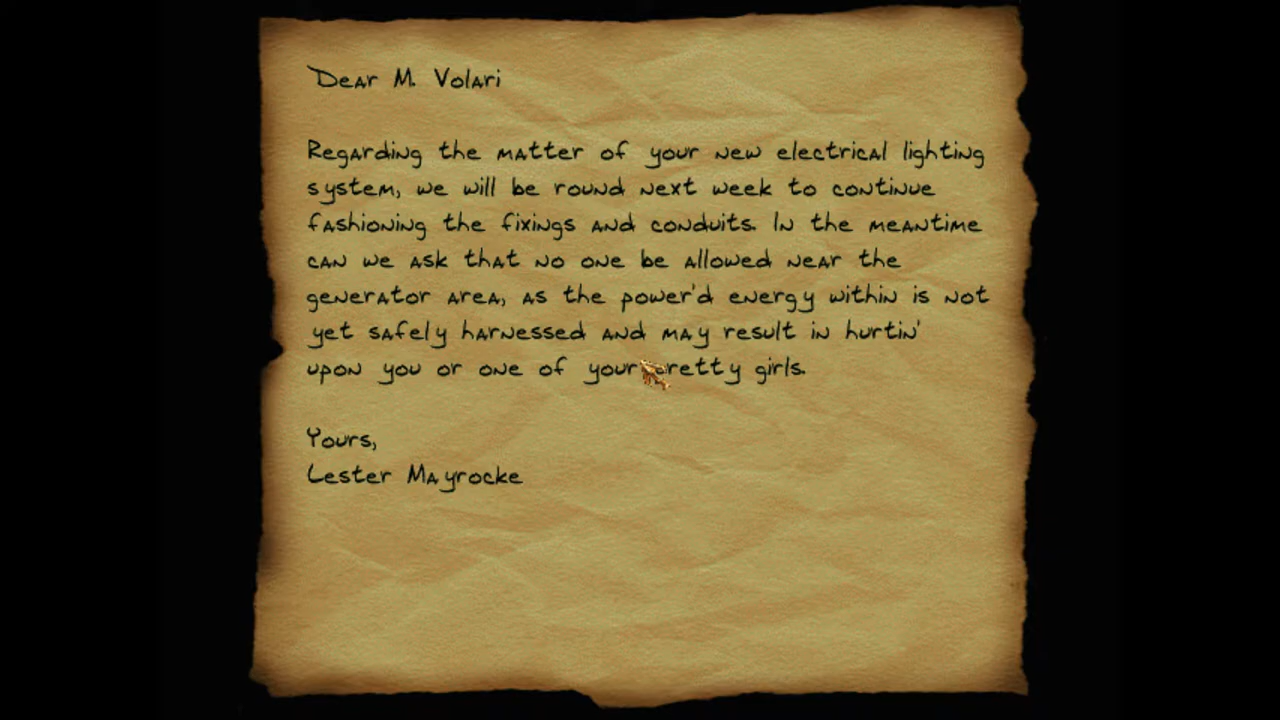 Dear M. Volari
Regarding the matter of your new electrical lighting
system, we will be round next week to continue
fashioning the fixings and conduits. In the meantime
can we ask that no one be allowed near the
generator area, as the power'd energy within is not
yet safely harnessed and may result in hurtin'
upon you or one of your pretty girls.
Yours,
Lester Mayrocke